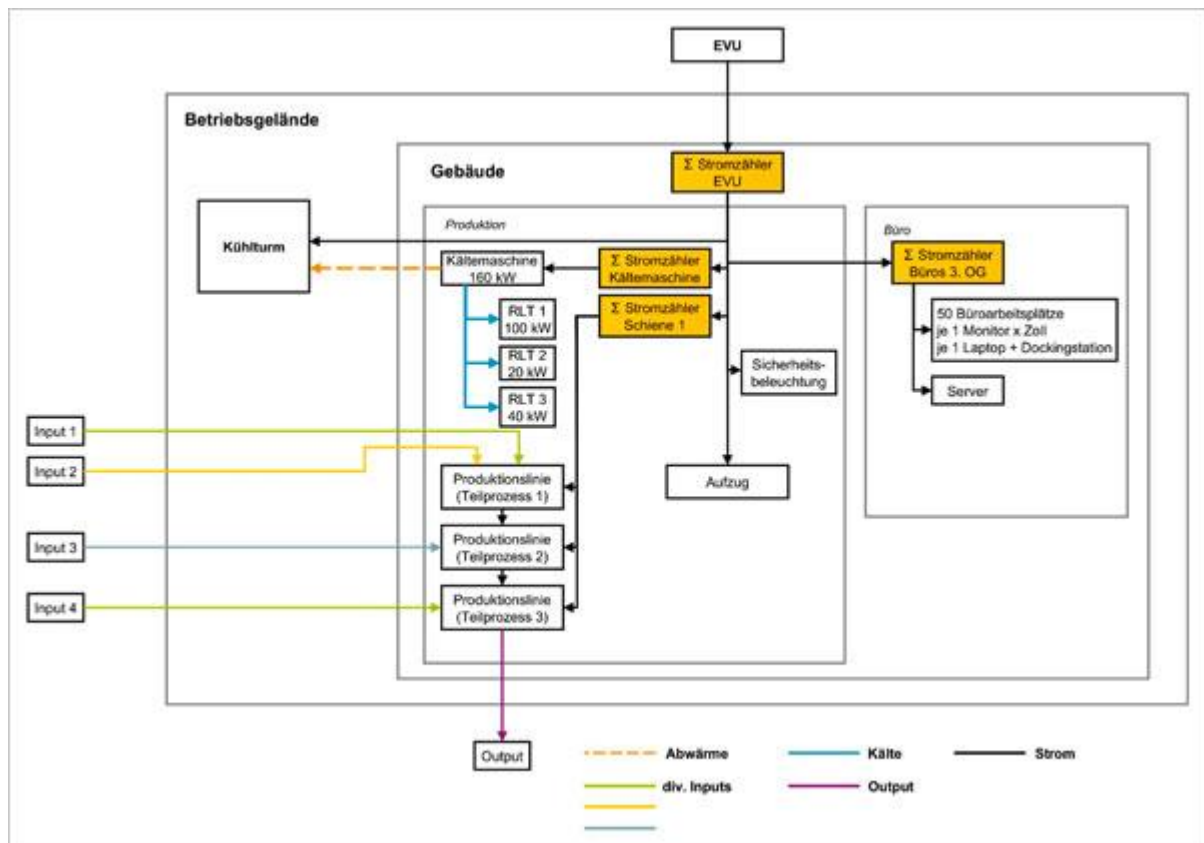 EVU
Betriebsgelände
Gebäude
Σ Stromzähler
EVU
Produktion
Büro
Kühlturm
Kältemaschine
160 kW
Σ Stromzähler
Kältemaschine
Σ Stromzähler
Büros 3. OG
RLT 1
100 kW
Σ Stromzähler
Schiene 1
50 Büroarbeitsplätze
je 1 Monitor x Zoll
je 1 Laptop + Dockingstation
RLT 2
20 kW
Sicherheits-
beleuchtung
Server
RLT 3
40 kW
Input 1
Input 2
Produktionslinie
(Teilprozess 1)
Aufzug
Input 3
Produktionslinie
(Teilprozess 2)
Input 4
Produktionslinie
(Teilprozess 3)
Output
Abwärme
Kälte
Strom
div. Inputs
Output